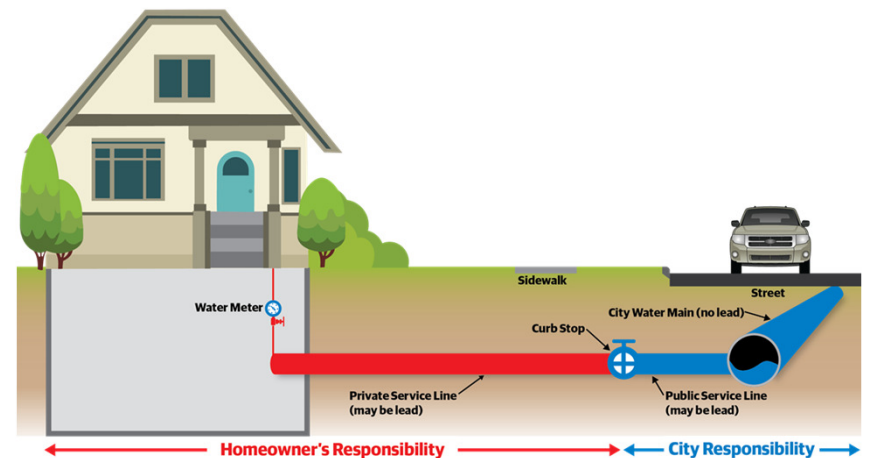 Sidewalk
Street
Water Meter
City Water Main (no lead)
Curb Stop
Private Service Line
(may be lead)
Public Service Line
(may be lead)
Homeowner's Responsibility
City Responsibility